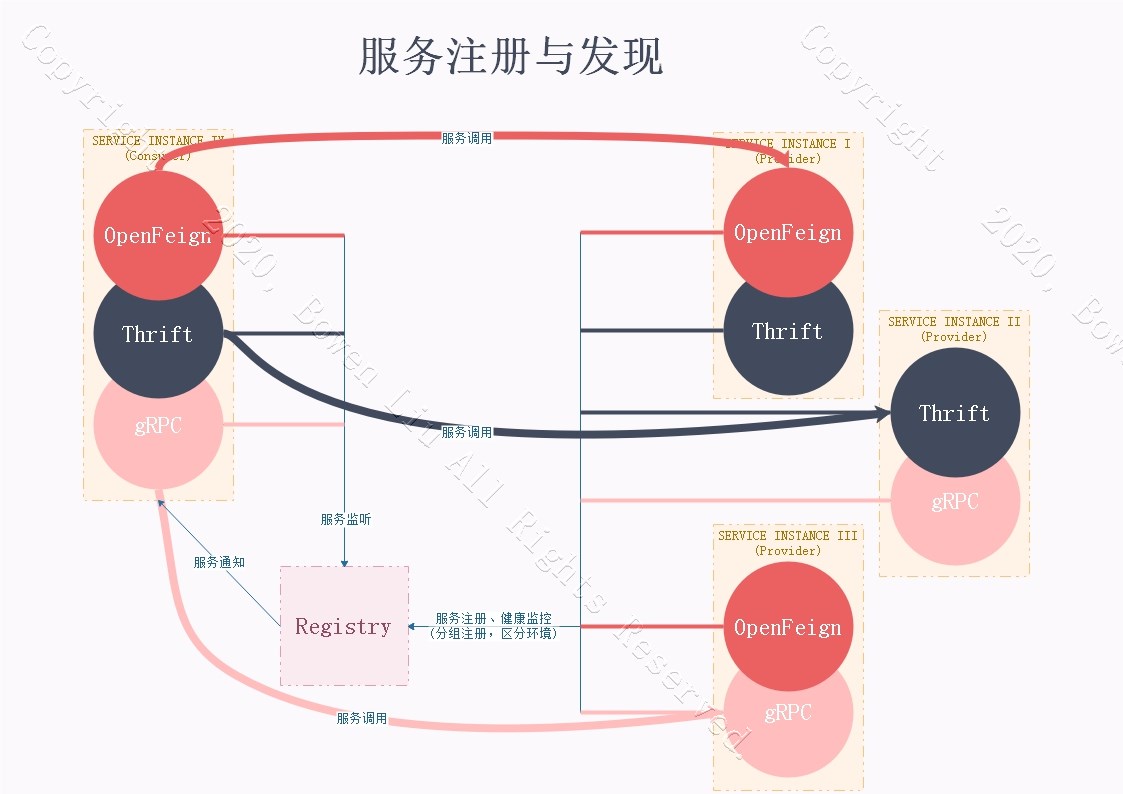 服务注册与发现
Copyright
Copyright
SERVICE INSTANCE IV
(Consumer)
服务调用
SERVICE INSTANCE I
(Provider)
OpenFeign
OpenFeign
2020, Bowen Liu All Rights Reserved.
2020, Bow
Thrift
Thrift
SERVICE INSTANCE II
(Provider)
Thrift
gRPC
服务调用
gRPC
服务监听
SERVICE INSTANCE III
(Provider)
服务通知
Registry
服务注册、健康监控
(分组注册，区分环境)
OpenFeign
gRPC
服务调用